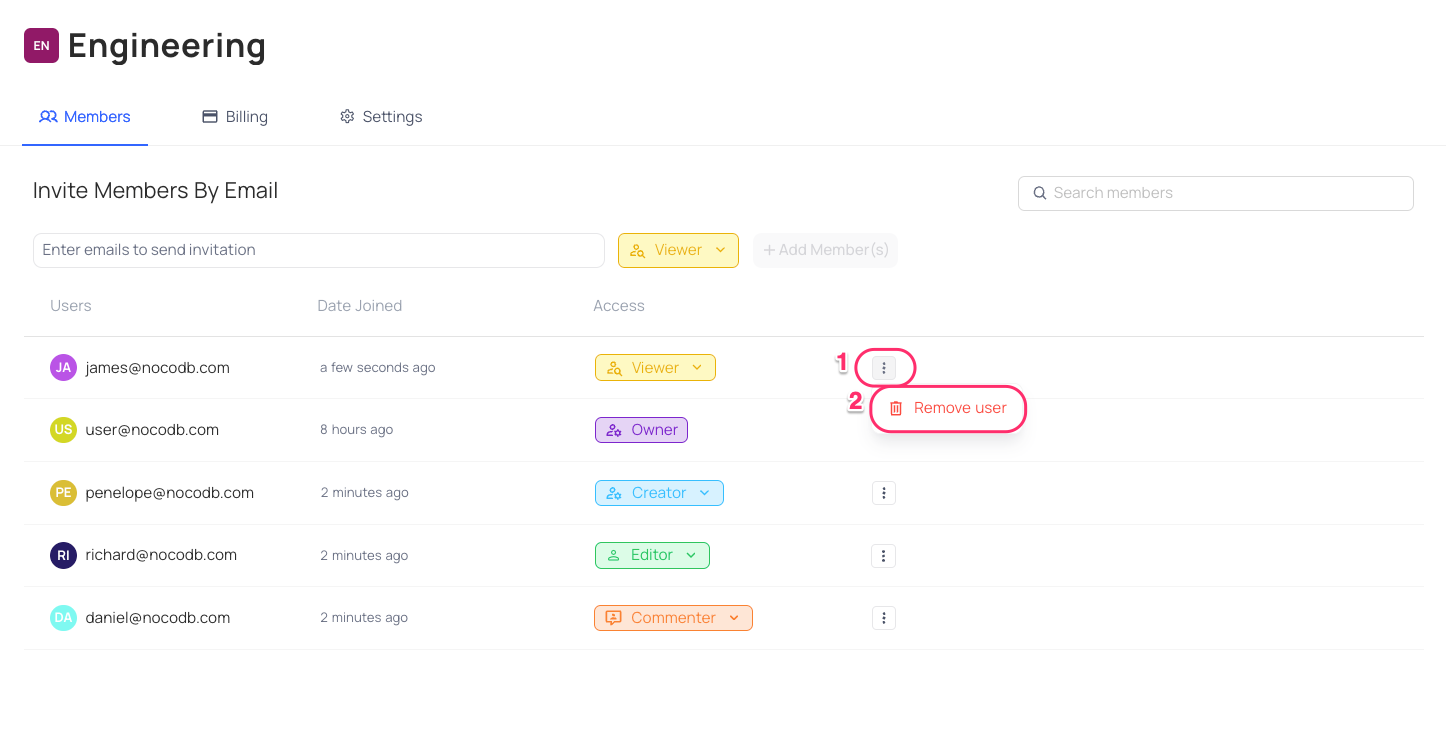 EN Engineering
Members Billing Settings
Invite Members By Email
Search members
Enter emails to send invitation Viewer + Add Member(s)
Users Date Joined Access
JA james@nocodb.com a few seconds ago Viewer 1
2 Remove user
US user@nocodb.com 8 hours ago Owner
PE penelope@nocodb.com 2 minutes ago Creator
RI richard@nocodb.com 2 minutes ago Editor
DA daniel@nocodb.com 2 minutes ago Commenter